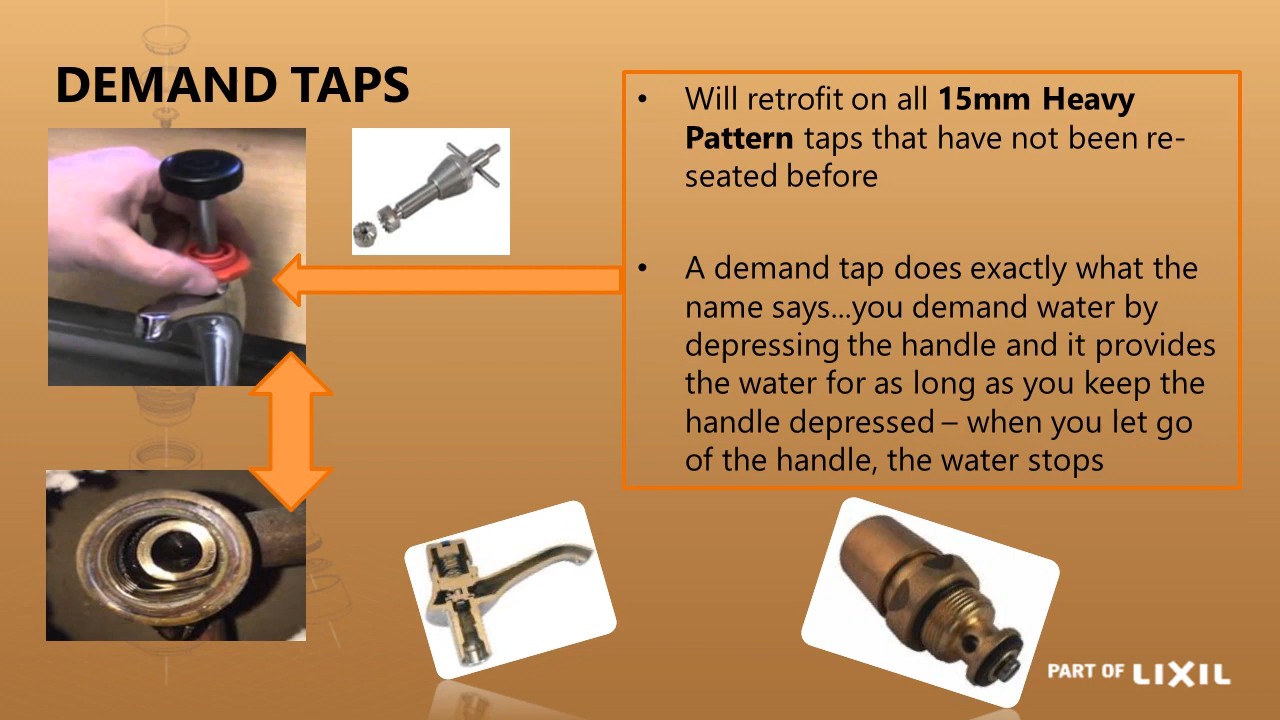 DEMAND TAPS
• Will retrofit on all 15mm Heavy
Pattern taps that have not been re-
seated before
• A demand tap does exactly what the
name says...you demand water by
depressing the handle and it provides
the water for as long as you keep the
handle depressed – when you let go
of the handle, the water stops
PART OF LIXIL